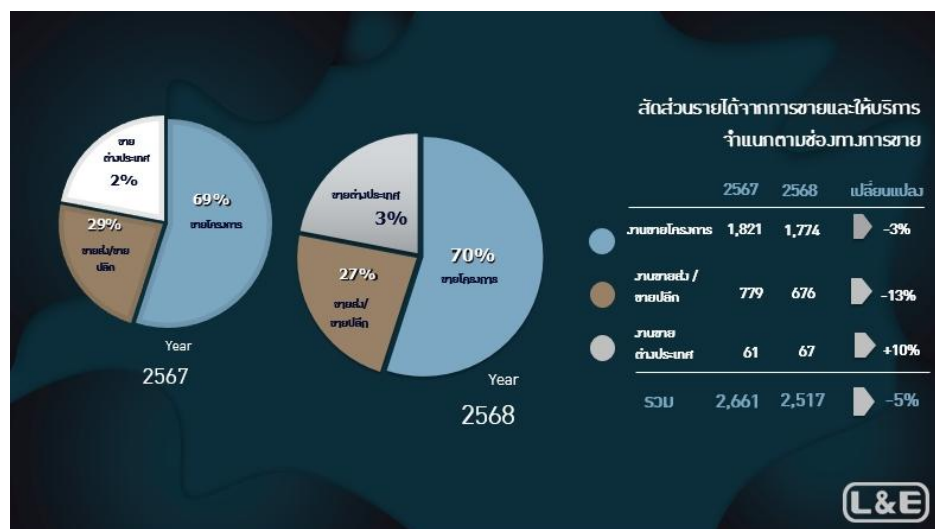 สัดส่วนรายได้จากการขายและให้บริการ
จำแนกตามช่องทางการขาย
ขาย
ต่างประเทศ
2%
69%
ขายโครงการ
29%
ขายส่ง/ขาย
ปลีก
Year
2567
ขายต่างประเทศ
3%
70%
ขายโครงการ
27%
ขายส่ง/
ขายปลีก
Year
2568
2567 2568 เปลี่ยนแปลง
งานขายโครงการ 1,821 1,774 -3%
งานขายส่ง /
ขายปลีก 779 676 -13%
งานขาย
ต่างประเทศ 61 67 +10%
รวม 2,661 2,517 -5%
L&E